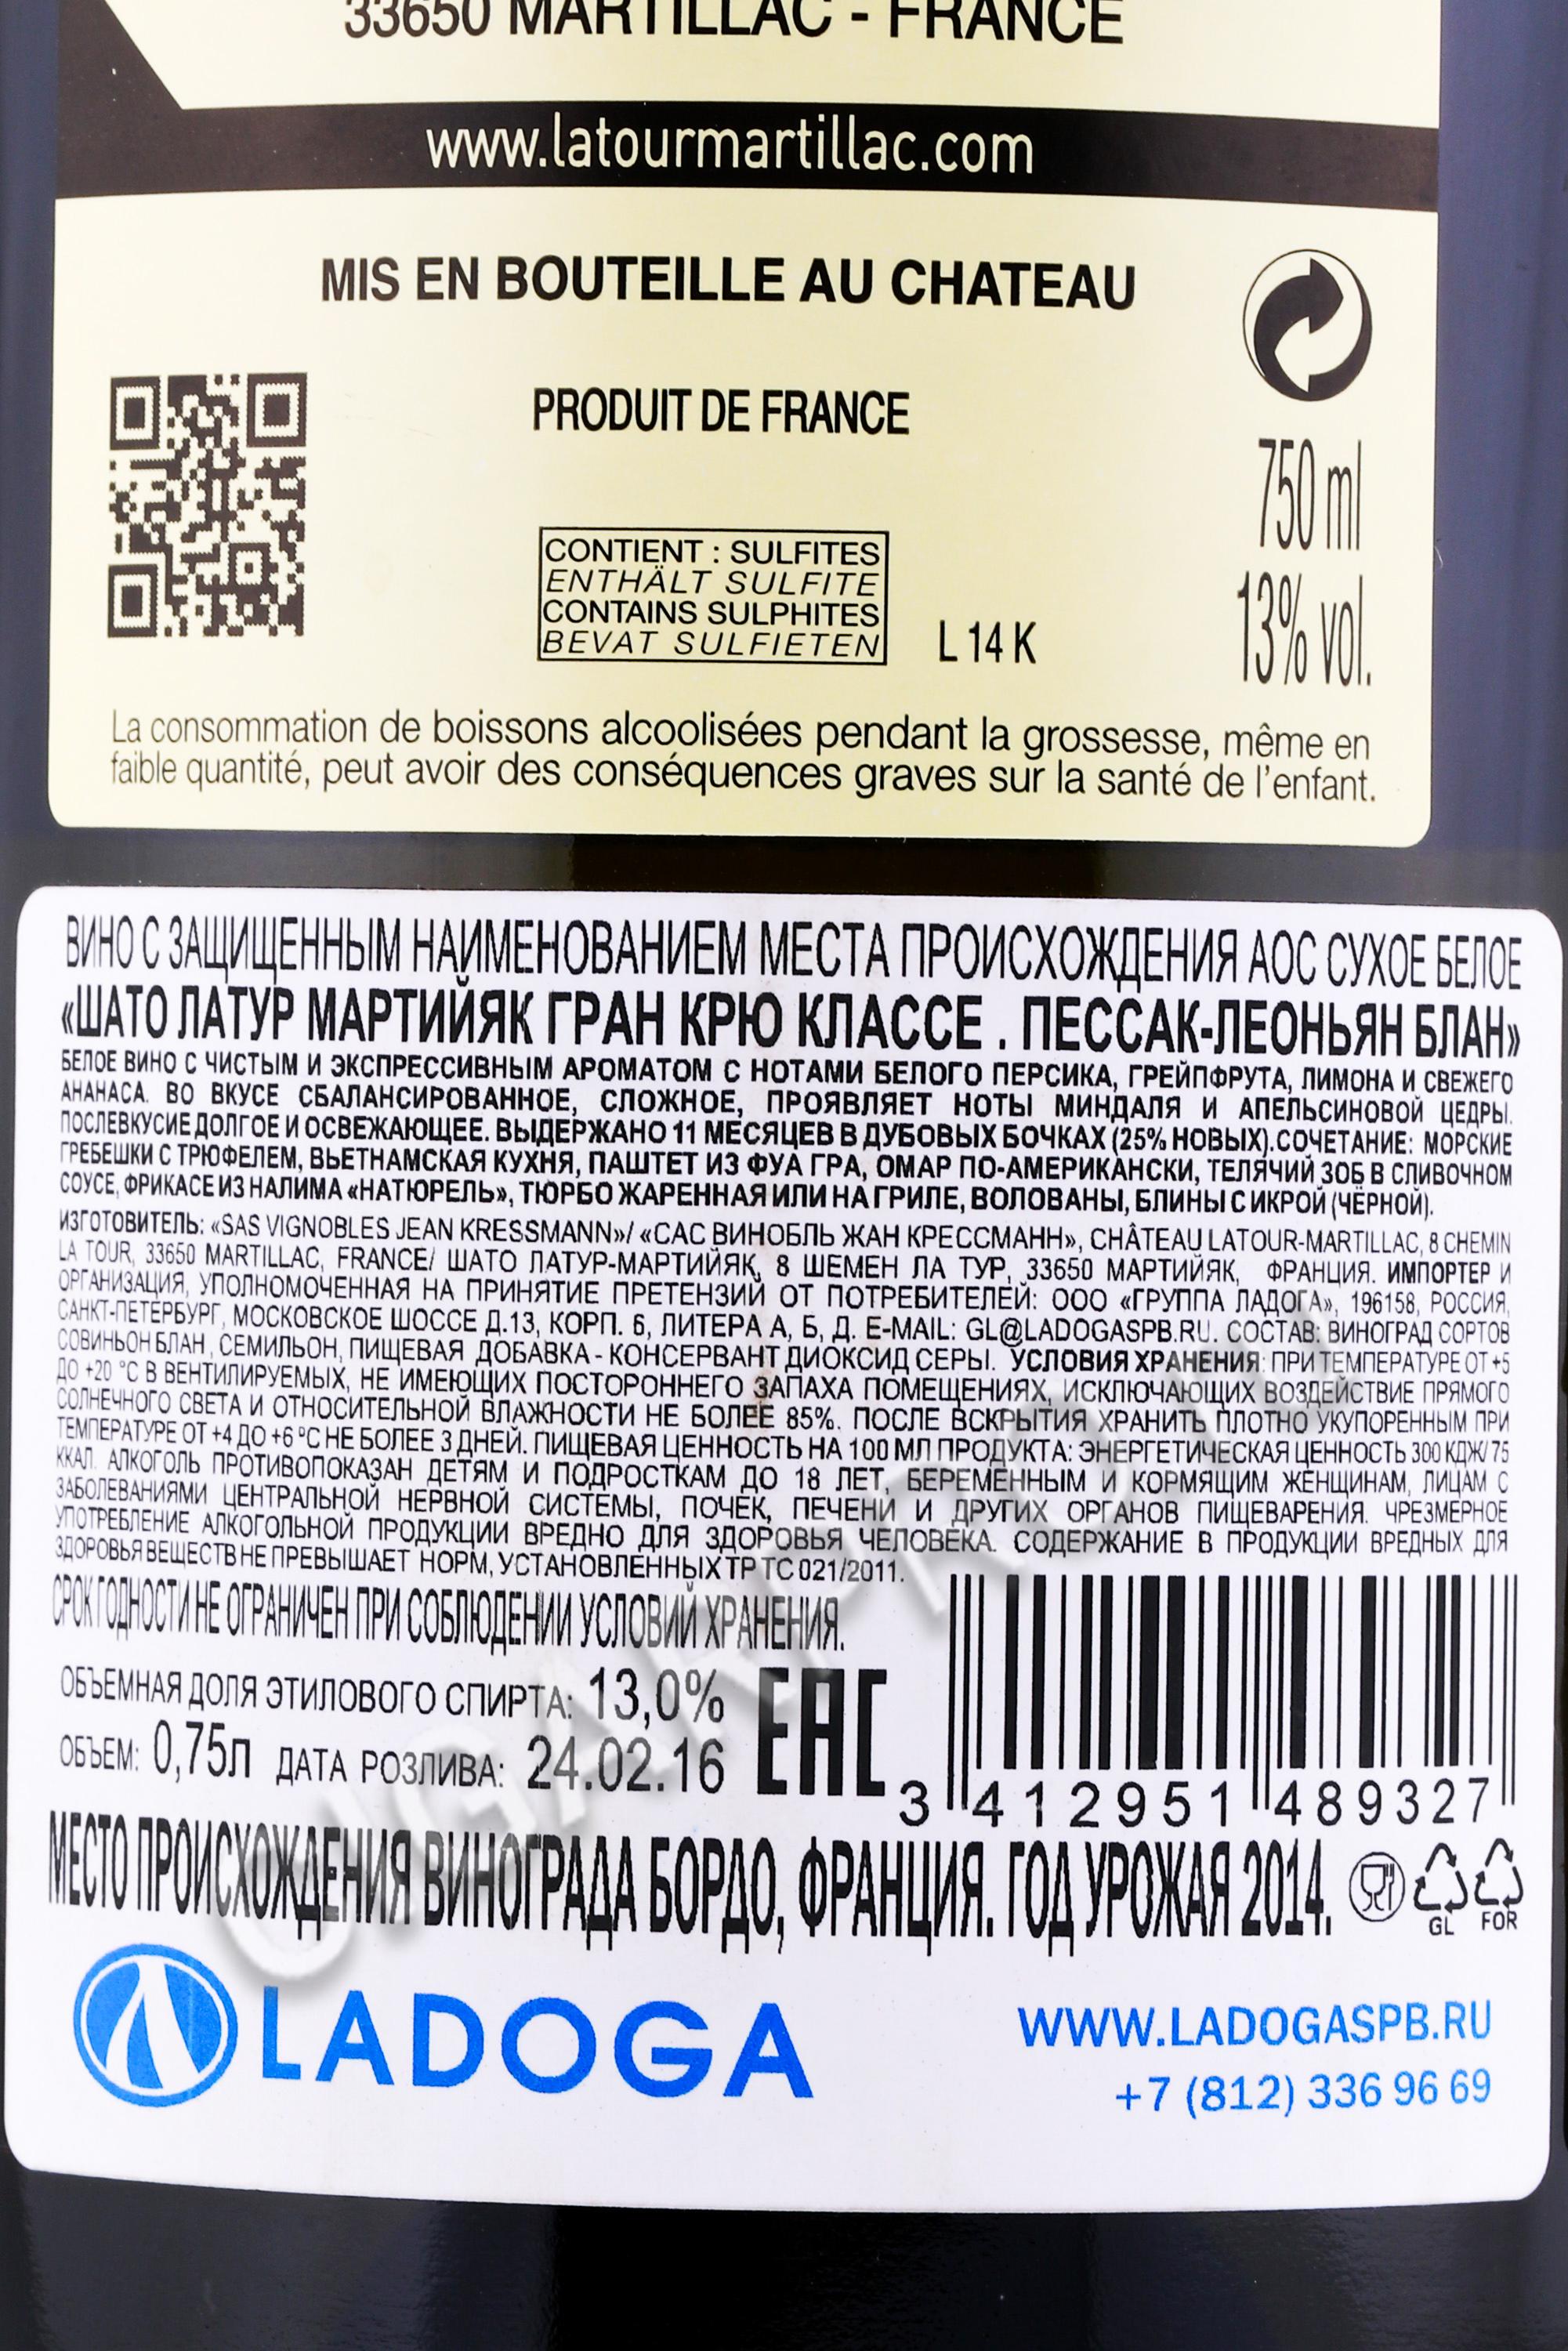 33650 MARTILLAC - FRANCE
www.latourmartillac.com
MIS EN BOUTEILLE AU CHATEAU
PRODUIT DE FRANCE
750 ml
CONTIENT : SULFITES
ENTHÄLT SULFITE
CONTAINS SULPHITES
BEVAT SULFIETEN
L 14 K
13% vol.
La consommation de boissons alcoolisées pendant la grossesse, même en
faible quantité, peut avoir des conséquences graves sur la santé de l'enfant.
ВИНО С ЗАЩИЩЕННЫМ НАИМЕНОВАНИЕМ МЕСТА ПРОИСХОЖДЕНИЯ АОС СУХОЕ БЕЛОЕ
«ШАТО ЛАТУР МАРТИЙЯК ГРАН КРЮ КЛАССЕ . ПЕССАК-ЛЕОНЬЯН БЛАН»
БЕЛОЕ ВИНО С ЧИСТЫМ И ЭКСПРЕССИВНЫМ АРОМАТОМ С НОТАМИ БЕЛОГО ПЕРСИКА, ГРЕЙПФРУТА, ЛИМОНА И СВЕЖЕГО
АНАНАСА. ВО ВКУСЕ СБАЛАНСИРОВАННОЕ, СЛОЖНОЕ, ПРОЯВЛЯЕТ НОТЫ МИНДАЛЯ И АПЕЛЬСИНОВОЙ ЦЕДРЫ.
ПОСЛЕВКУСИЕ ДОЛГОЕ И ОСВЕЖАЮЩЕЕ. ВЫДЕРЖАНО 11 МЕСЯЦЕВ В ДУБОВЫХ БОЧКАХ (25% НОВЫХ).СОЧЕТАНИЕ: МОРСКИЕ
ГРЕБЕШКИ С ТРЮФЕЛЕМ, ВЬЕТНАМСКАЯ КУХНЯ, ПАШТЕТ ИЗ ФУА ГРА, ОМАР ПО-АМЕРИКАНСКИ, ТЕЛЯЧИЙ ЗОБ В СЛИВОЧНОМ
СОУСЕ, ФРИКАСЕ ИЗ НАЛИМА «НАТЮРЕЛЬ», ТЮРБО ЖАРЕННАЯ ИЛИ НА ГРИЛЕ, ВОЛОВАНЫ, БЛИНЫ С ИКРОЙ (ЧЁРНОЙ).
ИЗГОТОВИТЕЛЬ: «SAS VIGNOBLES JEAN KRESSMANN»/ «САС ВИНОБЛЬ ЖАН КРЕССМАНН», CHÂTEAU LATOUR-MARTILLAC, 8 CHEMIN
LA TOUR, 33650 MARTILLAC, FRANCE/ ШАТО ЛАТУР-МАРТИЙЯК, 8 ШЕМЕН ЛА ТУР, 33650 МАРТИЙЯК, ФРАНЦИЯ. ИМПОРТЕР И
ОРГАНИЗАЦИЯ, УПОЛНОМОЧЕННАЯ НА ПРИНЯТИЕ ПРЕТЕНЗИЙ ОТ ПОТРЕБИТЕЛЕЙ: ООО «ГРУППА ЛАДОГА», 196158, РОССИЯ,
САНКТ-ПЕТЕРБУРГ, МОСКОВСКОЕ ШОССЕ Д.13, КОРП. 6, ЛИТЕРА А, Б, Д. E-MAIL: GL@LADOGASPB.RU. СОСТАВ: ВИНОГРАД СОРТОВ
СОВИНЬОН БЛАН, СЕМИЛЬОН, ПИЩЕВАЯ ДОБАВКА - КОНСЕРВАНТ ДИОКСИД СЕРЫ. УСЛОВИЯ ХРАНЕНИЯ: ПРИ ТЕМПЕРАТУРЕ ОТ +5
ДО +20 °С В ВЕНТИЛИРУЕМЫХ, НЕ ИМЕЮЩИХ ПОСТОРОННЕГО ЗАПАХА ПОМЕЩЕНИЯХ, ИСКЛЮЧАЮЩИХ ВОЗДЕЙСТВИЕ ПРЯМОГО
СОЛНЕЧНОГО СВЕТА И ОТНОСИТЕЛЬНОЙ ВЛАЖНОСТИ НЕ БОЛЕЕ 85%. ПОСЛЕ ВСКРЫТИЯ ХРАНИТЬ ПЛОТНО УКУПОРЕННЫМ ПРИ
ТЕМПЕРАТУРЕ ОТ +4 ДО +6 °С НЕ БОЛЕЕ 3 ДНЕЙ. ПИЩЕВАЯ ЦЕННОСТЬ НА 100 МЛ ПРОДУКТА: ЭНЕРГЕТИЧЕСКАЯ ЦЕННОСТЬ 300 КДЖ/ 75
ККАЛ. АЛКОГОЛЬ ПРОТИВОПОКАЗАН ДЕТЯМ И ПОДРОСТКАМ ДО 18 ЛЕТ, БЕРЕМЕННЫМ И КОРМЯЩИМ ЖЕНЩИНАМ, ЛИЦАМ С
ЗАБОЛЕВАНИЯМИ ЦЕНТРАЛЬНОЙ НЕРВНОЙ СИСТЕМЫ, ПОЧЕК, ПЕЧЕНИ И ДРУГИХ ОРГАНОВ ПИЩЕВАРЕНИЯ. ЧРЕЗМЕРНОЕ
УПОТРЕБЛЕНИЕ АЛКОГОЛЬНОЙ ПРОДУКЦИИ ВРЕДНО ДЛЯ ЗДОРОВЬЯ ЧЕЛОВЕКА. СОДЕРЖАНИЕ В ПРОДУКЦИИ ВРЕДНЫХ ДЛЯ
ЗДОРОВЬЯ ВЕЩЕСТВ НЕ ПРЕВЫШАЕТ НОРМ, УСТАНОВЛЕННЫХ ТР ТС 021/2011.
СРОК ГОДНОСТИ НЕ ОГРАНИЧЕН ПРИ СОБЛЮДЕНИИ УСЛОВИЙ ХРАНЕНИЯ.
ОБЪЕМНАЯ ДОЛЯ ЭТИЛОВОГО СПИРТА: 13,0%
ОБЪЕМ: 0,75Л ДАТА РОЗЛИВА: 24.02.16
EAC
3 412951 489327
МЕСТО ПРОИСХОЖДЕНИЯ ВИНОГРАДА БОРДО, ФРАНЦИЯ. ГОД УРОЖАЯ 2014.
GL FOR
LADOGA
WWW.LADOGASPB.RU
+7 (812) 336 96 69
CIGARPRO.RU